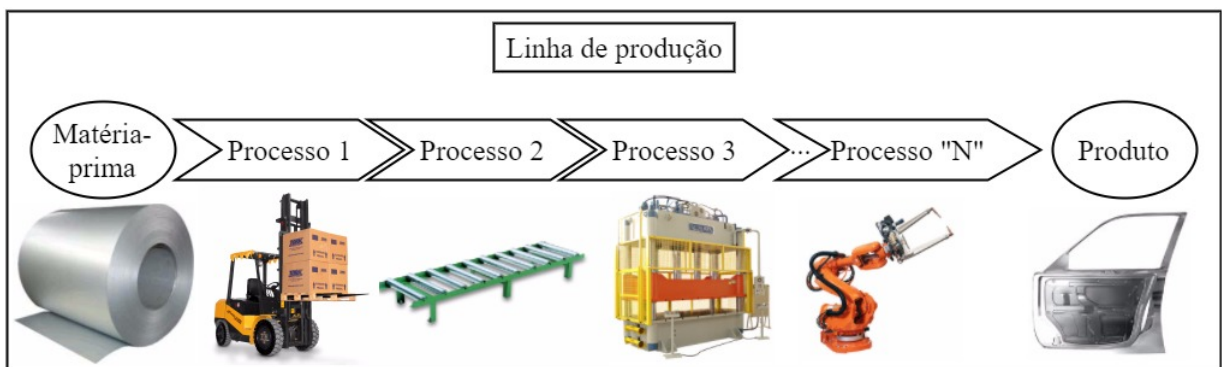 Linha de produção
Matéria-
prima
Processo 1
Processo 2
Processo 3
...
Processo "N"
Produto